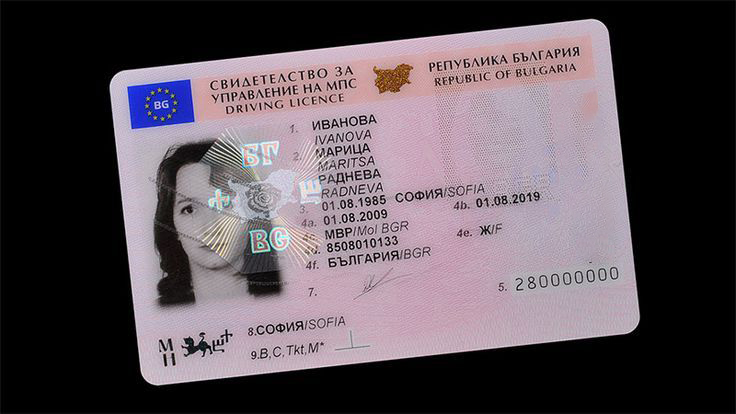 BG
СВИДЕТЕЛСТВО ЗА
УПРАВЛЕНИЕ НА МПС
DRIVING LICENCE
РЕПУБЛИКА БЪЛГАРИЯ
REPUBLIC OF BULGARIA
1. ИВАНОВА
IVANOVA
2. МАРИЦА
MARITSA
РАДНЕВА
RADNEVA
3. 01.08.1985 СОФИЯ/SOFIA
4a. 01.08.2009 4b. 01.08.2019
МВР/MoI BGR
8508010133 4e. Ж/F
4f. БЪЛГАРИЯ/BGR
7.
5. 280000000
БГ
BG
8.СОФИЯ/SOFIA
9.B,C,Tkt,M*